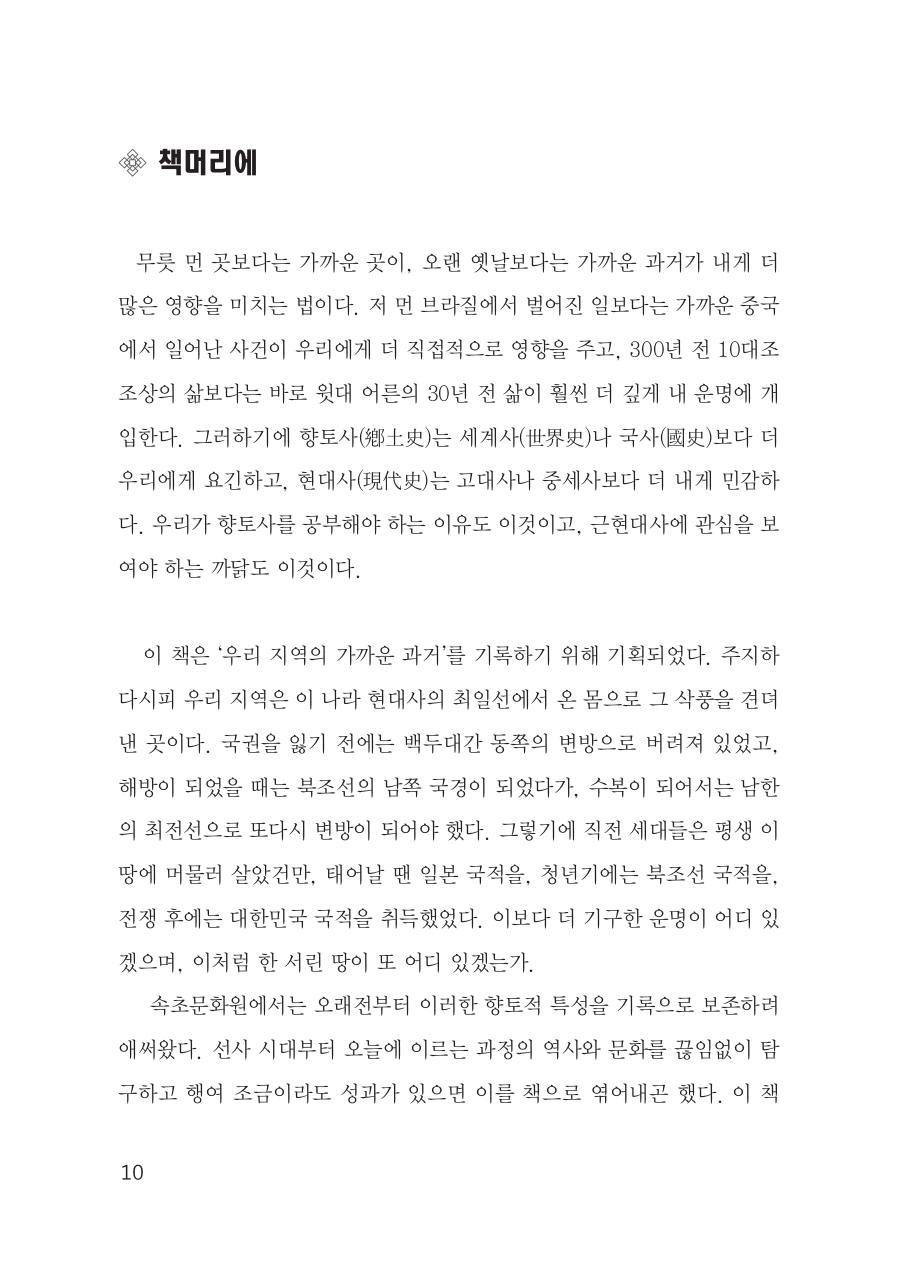 책머리에
무릇 먼 곳보다는 가까운 곳이, 오랜 옛날보다는 가까운 과거가 내게 더
많은 영향을 미치는 법이다. 저 먼 브라질에서 벌어진 일보다는 가까운 중국
에서 일어난 사건이 우리에게 더 직접적으로 영향을 주고, 300년 전 10대조
조상의 삶보다는 바로 윗대 어른의 30년 전 삶이 훨씬 더 깊게 내 운명에 개
입한다. 그러하기에 향토사(鄕土史)는 세계사(世界史)나 국사(國史)보다 더
우리에게 요긴하고, 현대사(現代史)는 고대사나 중세사보다 더 내게 민감하
다. 우리가 향토사를 공부해야 하는 이유도 이것이고, 근현대사에 관심을 보
여야 하는 까닭도 이것이다.
이 책은 ‘우리 지역의 가까운 과거’를 기록하기 위해 기획되었다. 주지하
다시피 우리 지역은 이 나라 현대사의 최일선에서 온 몸으로 그 삭풍을 견뎌
낸 곳이다. 국권을 잃기 전에는 백두대간 동쪽의 변방으로 버려져 있었고,
해방이 되었을 때는 북조선의 남쪽 국경이 되었다가, 수복이 되어서는 남한
의 최전선으로 또다시 변방이 되어야 했다. 그렇기에 직전 세대들은 평생 이
땅에 머물러 살았건만, 태어날 땐 일본 국적을, 청년기에는 북조선 국적을,
전쟁 후에는 대한민국 국적을 취득했었다. 이보다 더 기구한 운명이 어디 있
겠으며, 이처럼 한 서린 땅이 또 어디 있겠는가.
속초문화원에서는 오래전부터 이러한 향토적 특성을 기록으로 보존하려
애써왔다. 선사 시대부터 오늘에 이르는 과정의 역사와 문화를 끊임없이 탐
구하고 행여 조금이라도 성과가 있으면 이를 책으로 엮어내곤 했다. 이 책
10